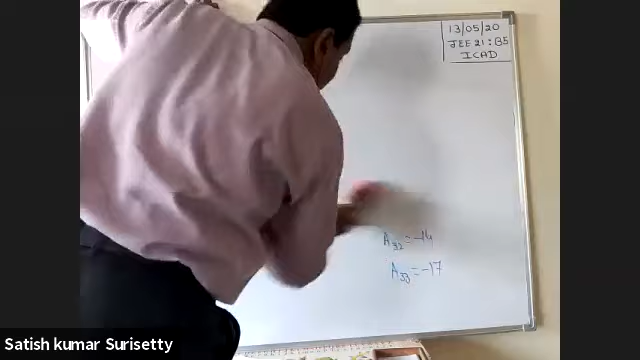 13/05/20
JEE 21 : B5
ICAD
A₃₂ = -14
A₃₃ = -17
Satish kumar Surisetty